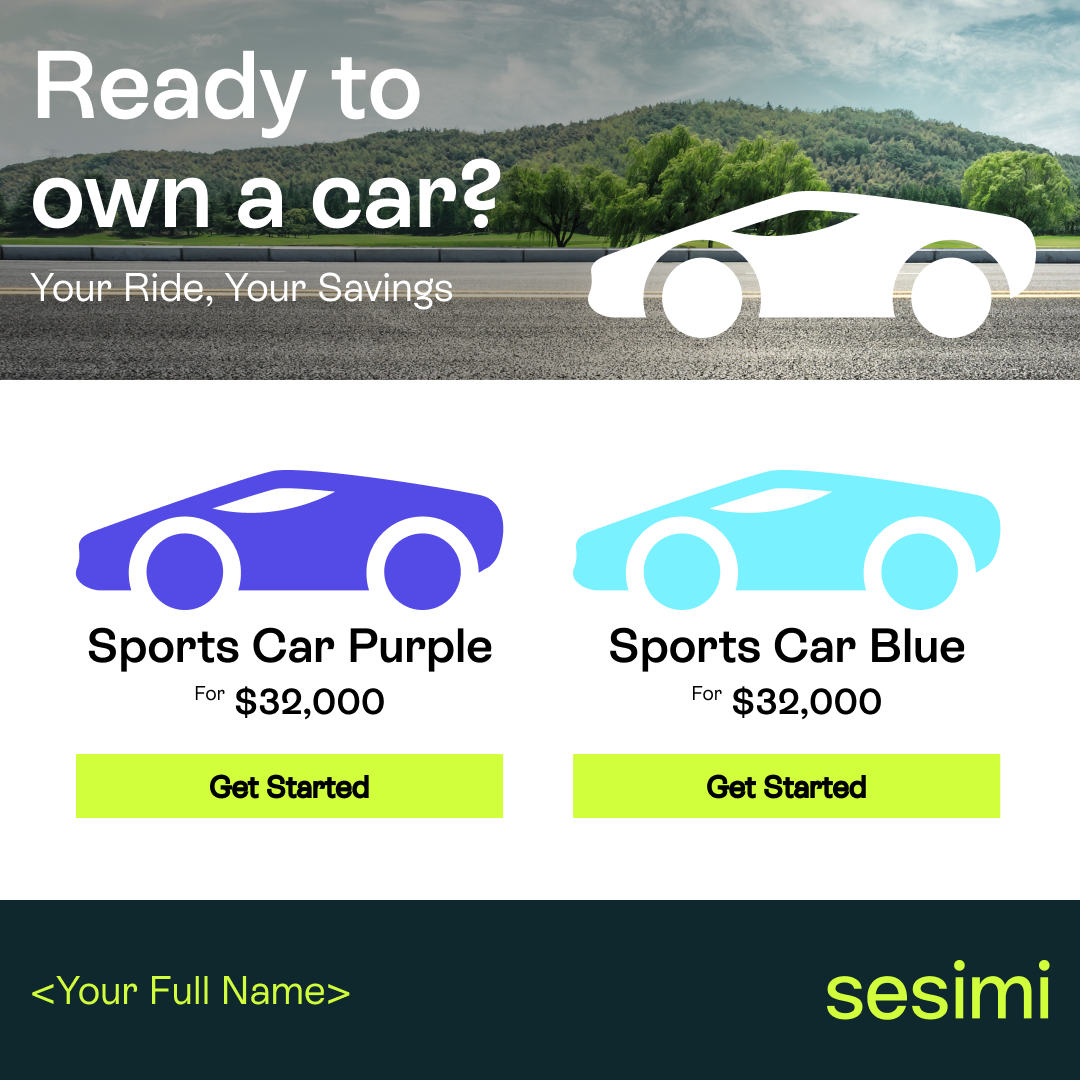 Ready to
own a car?
Your Ride, Your Savings
Sports Car Purple
For $32,000
Get Started
Sports Car Blue
For $32,000
Get Started
<Your Full Name>
sesimi